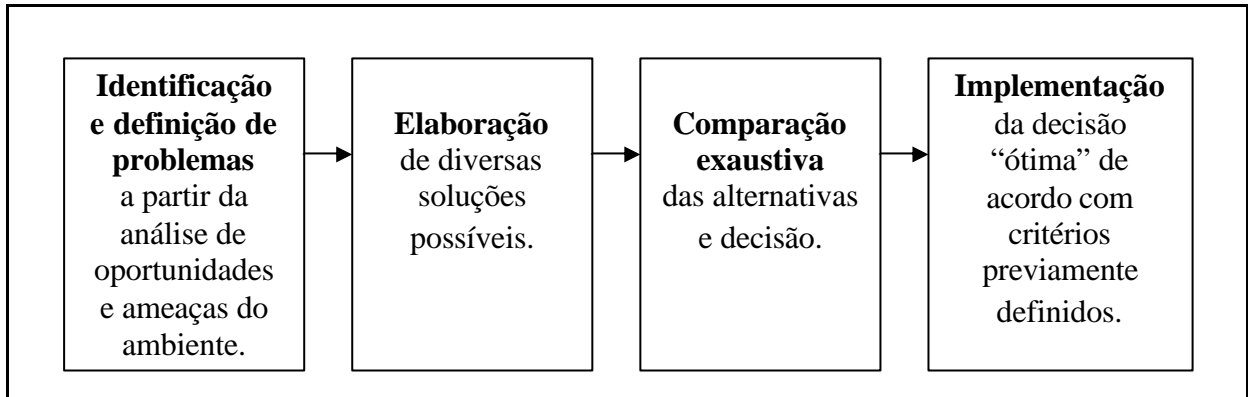 Identificação
e definição de
problemas
a partir da
análise de
oportunidades
e ameaças do
ambiente.
Elaboração
de diversas
soluções
possíveis.
Comparação
exaustiva
das alternativas
e decisão.
Implementação
da decisão
“ótima” de
acordo com
critérios
previamente
definidos.